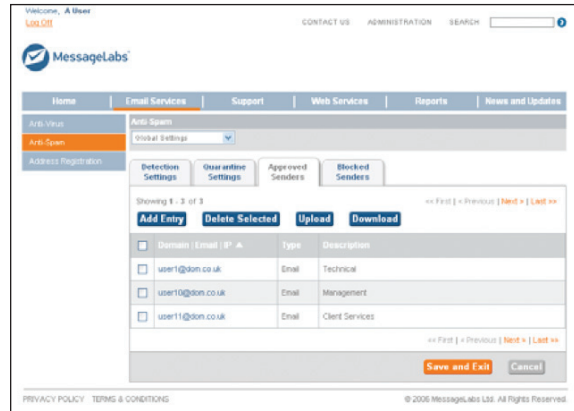 Welcome, A User
Log Off
CONTACT US ADMINISTRATION SEARCH
MessageLabs
Home Email Services Support Web Services Reports News and Updates
Anti-Virus
Anti-Spam
Address Registration
Anti Spam
Global Settings
Detection Settings
Quarantine Settings
Approved Senders
Blocked Senders
Showing 1 - 3 of 3
<< First | < Previous | Next > | Last >>
Add Entry Delete Selected Upload Download
Domain | Email | IP ▲ Type Description
user1@dom.co.uk Email Technical
user10@dom.co.uk Email Management
user11@dom.co.uk Email Client Services
<< First | < Previous | Next > | Last >>
Save and Exit Cancel
PRIVACY POLICY TERMS & CONDITIONS © 2006 MessageLabs Ltd. All Rights Reserved.